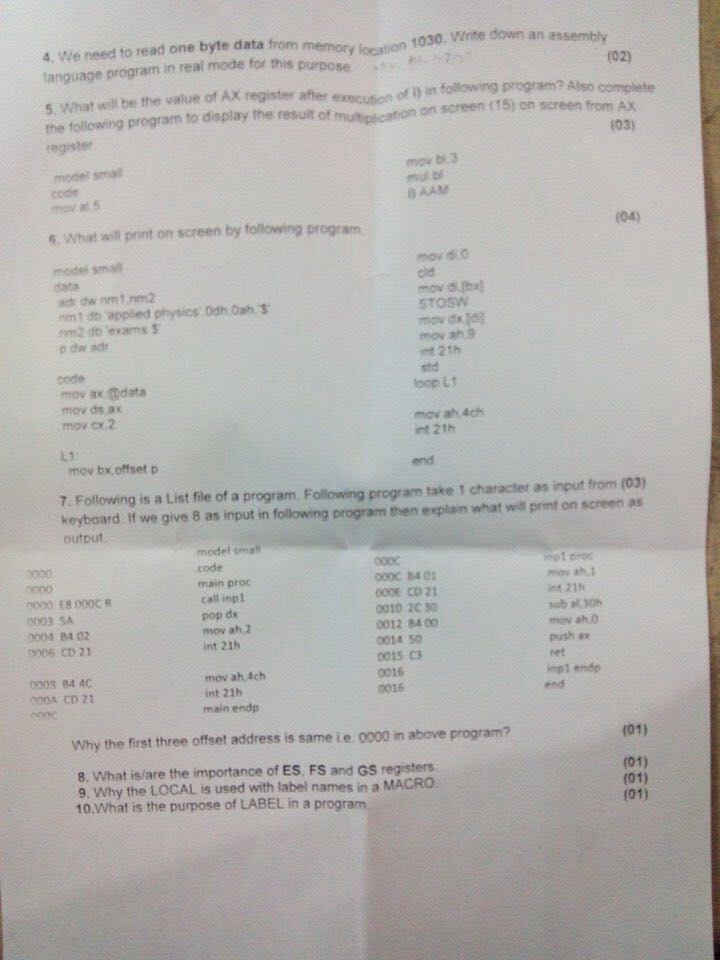 4. We need to read one byte data from memory location 1030. Write down an assembly
language program in real mode for this purpose. (02)
5. What will be the value of AX register after execution of i) in following program? Also complete
the following program to display the result of multiplication on screen (15) on screen from AX
register. (03)
model small
code
mov al,5
mov bl,3
mul bl
i) AAM
6. What will print on screen by following program. (04)
model small
data
adr dw nm1,nm2
nm1 db 'applied physics',0dh,0ah,'$'
nm2 db 'exams $'
p dw adr
code
mov ax,@data
mov ds,ax
mov cx,2
L1
mov bx,offset p
mov di,0
cld
mov di,[bx]
STOSW
mov dx,[di]
mov ah,9
int 21h
std
loop L1
mov ah,4ch
int 21h
end
7. Following is a List file of a program. Following program take 1 character as input from (03)
keyboard. If we give 8 as input in following program then explain what will print on screen as
output.
model small
0000 .code
0000 main proc
0000 E8 000C R call inp1
0003 5A pop dx
0004 B4 02 mov ah,2
0006 CD 21 int 21h
0008 B4 4C mov ah,4ch
000A CD 21 int 21h
000C main endp
000C inp1 proc
000C B4 01 mov ah,1
000E CD 21 int 21h
0010 2C 30 sub al,30h
0012 B4 00 mov ah,0
0014 50 push ax
0015 C3 ret
0016 inp1 endp
0016 end
Why the first three offset address is same i.e. 0000 in above program? (01)
8. What is/are the importance of ES, FS and GS registers. (01)
9. Why the LOCAL is used with label names in a MACRO. (01)
10.What is the purpose of LABEL in a program. (01)